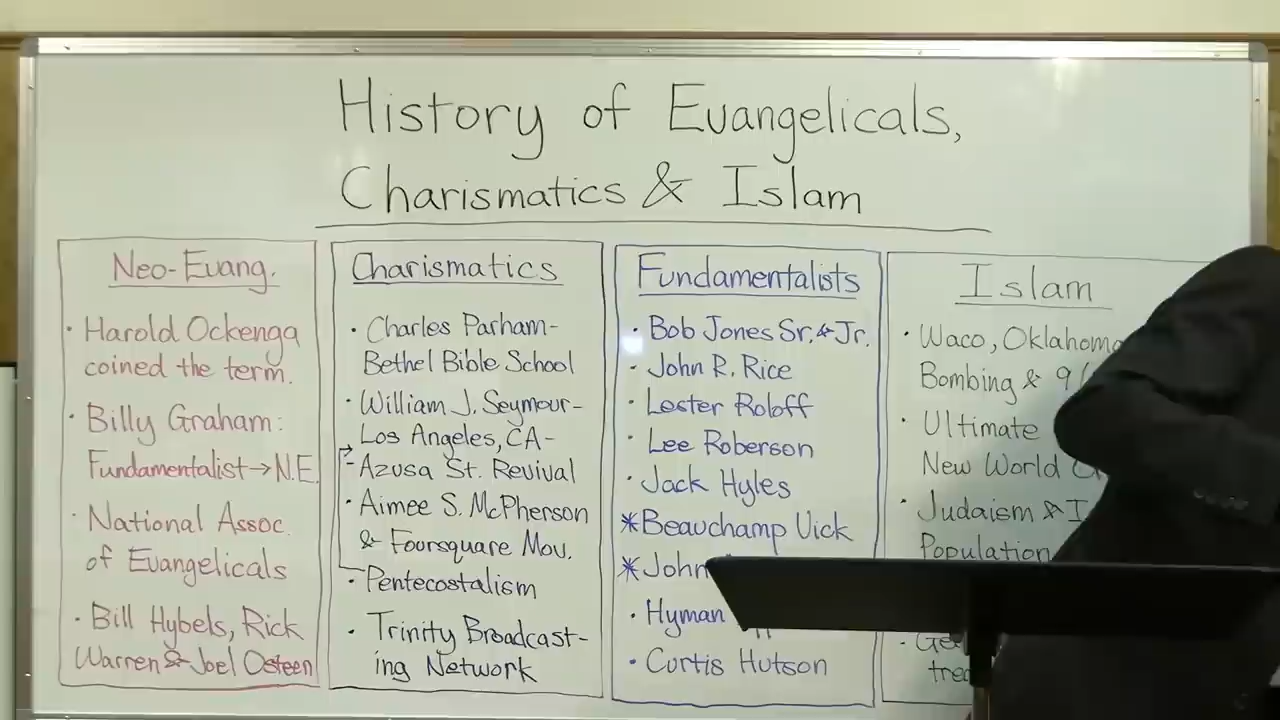 History of Evangelicals,
Charismatics & Islam
Neo-Evang.
• Harold Ockenga
coined the term.
• Billy Graham:
Fundamentalist→N.E.
• National Assoc.
of Evangelicals
• Bill Hybels, Rick
Warren & Joel Osteen
Charismatics
• Charles Parham-
Bethel Bible School
• William J. Seymour-
Los Angeles, CA-
- Azusa St. Revival
• Aimee S. McPherson
& Foursquare Mov.
• Pentecostalism
• Trinity Broadcast-
ing Network
Fundamentalists
• Bob Jones Sr. & Jr.
• John R. Rice
• Lester Roloff
• Lee Roberson
• Jack Hyles
*Beauchamp Vick
*John
• Hyman
• Curtis Hutson
Islam
• Waco, Oklahoma
Bombing & 9/
• Ultimate
New World
• Judaism &
Population